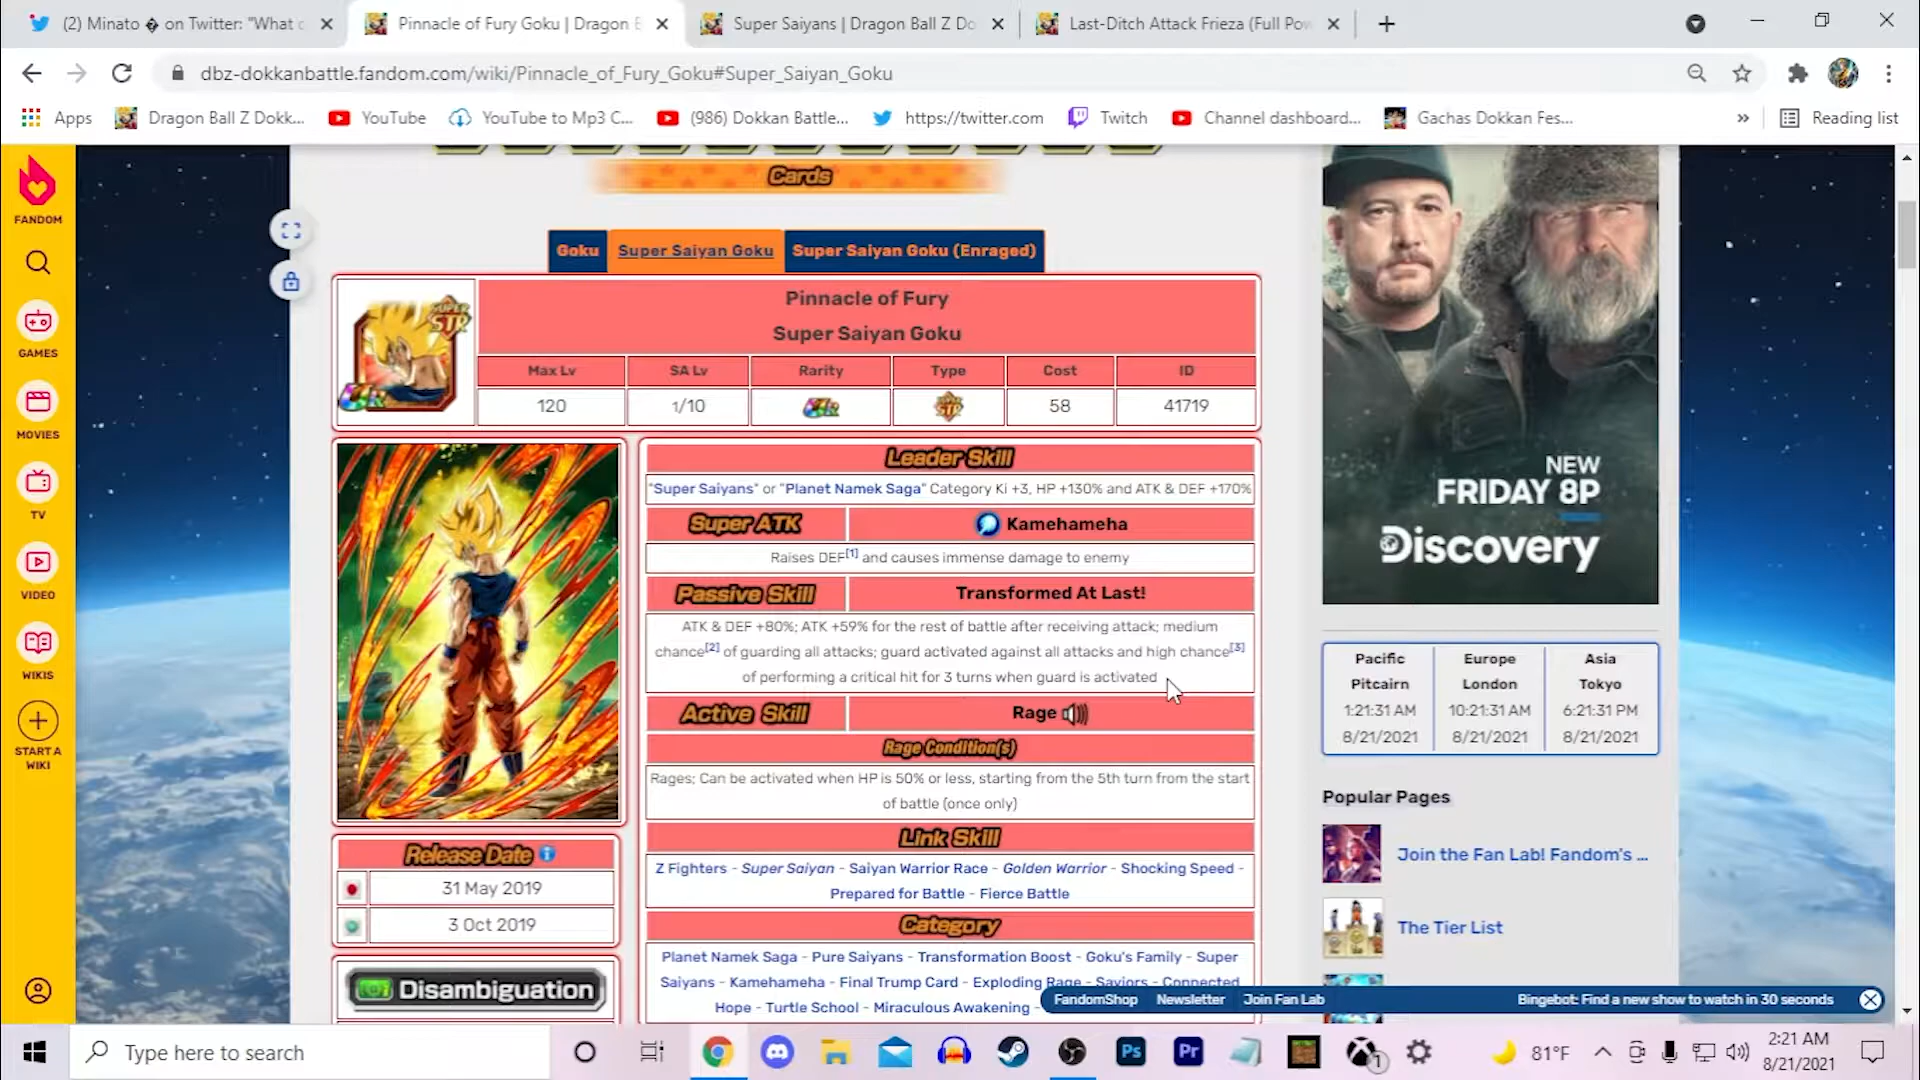 (2) Minato � on Twitter: "What c
Pinnacle of Fury Goku | Dragon B
Super Saiyans | Dragon Ball Z Do
Last-Ditch Attack Frieza (Full Pow
dbz-dokkanbattle.fandom.com/wiki/Pinnacle_of_Fury_Goku#Super_Saiyan_Goku
Apps
Dragon Ball Z Dokk...
YouTube
YouTube to Mp3 C...
(986) Dokkan Battle...
https://twitter.com
Twitch
Channel dashboard...
Gachas Dokkan Fes...
»
Reading list
FANDOM
GAMES
MOVIES
TV
VIDEO
WIKIS
START A
WIKI
Cards
Goku
Super Saiyan Goku
Super Saiyan Goku (Enraged)
SUPER
STR
UR
Pinnacle of Fury
Super Saiyan Goku
Max Lv SA Lv Rarity Type Cost ID
120 1/10 UR STR 58 41719
Leader Skill
"Super Saiyans" or "Planet Namek Saga" Category Ki +3, HP +130% and ATK & DEF +170%
Super ATK
Kamehameha
Raises DEF[1] and causes immense damage to enemy
Passive Skill
Transformed At Last!
ATK & DEF +80%; ATK +59% for the rest of battle after receiving attack; medium
chance[2] of guarding all attacks; guard activated against all attacks and high chance[3]
of performing a critical hit for 3 turns when guard is activated
Active Skill
Rage
Rage Condition(s)
Rages; Can be activated when HP is 50% or less, starting from the 5th turn from the start
of battle (once only)
Link Skill
Z Fighters - Super Saiyan - Saiyan Warrior Race - Golden Warrior - Shocking Speed -
Prepared for Battle - Fierce Battle
Category
Planet Namek Saga - Pure Saiyans - Transformation Boost - Goku's Family - Super
Saiyans - Kamehameha - Final Trump Card - Exploding Rage - Saviors - Connected
Hope - Turtle School - Miraculous Awakening -
Release Date
31 May 2019
3 Oct 2019
Disambiguation
NEW
FRIDAY 8P
Discovery
Pacific Europe Asia
Pitcairn London Tokyo
1:21:31 AM 10:21:31 AM 6:21:31 PM
8/21/2021 8/21/2021 8/21/2021
Popular Pages
Join the Fan Lab! Fandom's ...
The Tier List
FandomShop
Newsletter
Join Fan Lab
Bingebot: Find a new show to watch in 30 seconds
Type here to search
Ps
Pr
1
81°F
2:21 AM
8/21/2021